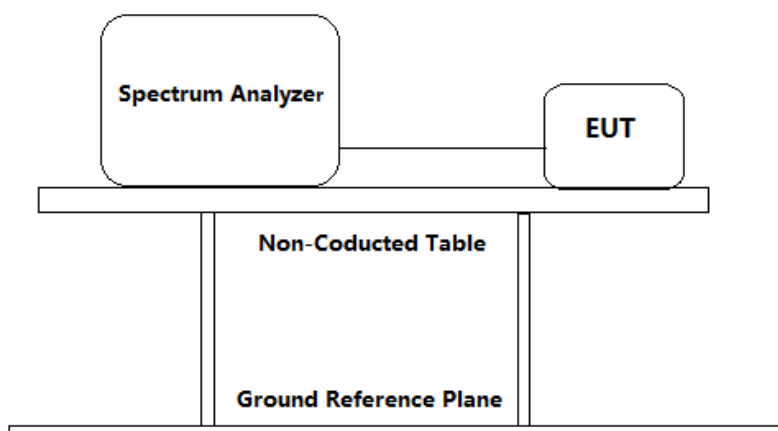 Spectrum Analyzer
EUT
Non-Coducted Table
Ground Reference Plane